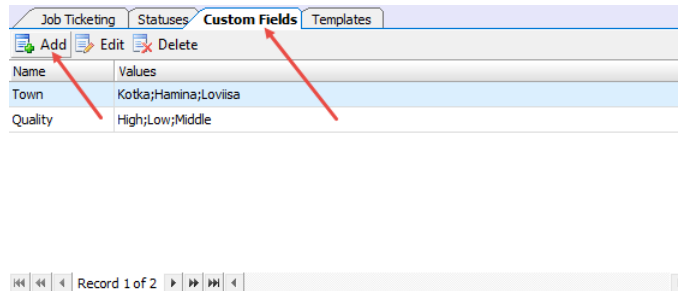 Job Ticketing Statuses Custom Fields Templates
Add Edit Delete
Name Values
Town Kotka;Hamina;Loviisa
Quality High;Low;Middle
Record 1 of 2